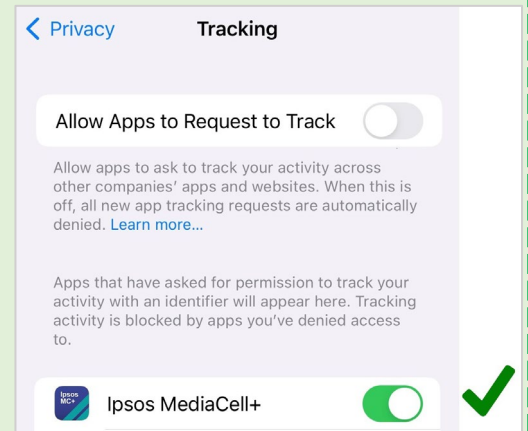 Privacy
Tracking
Allow Apps to Request to Track
Allow apps to ask to track your activity across
other companies’ apps and websites. When this is
off, all new app tracking requests are automatically
denied. Learn more...
Apps that have asked for permission to track your
activity with an identifier will appear here. Tracking
activity is blocked by apps you’ve denied access
to.
Ipsos
MC+
Ipsos MediaCell+